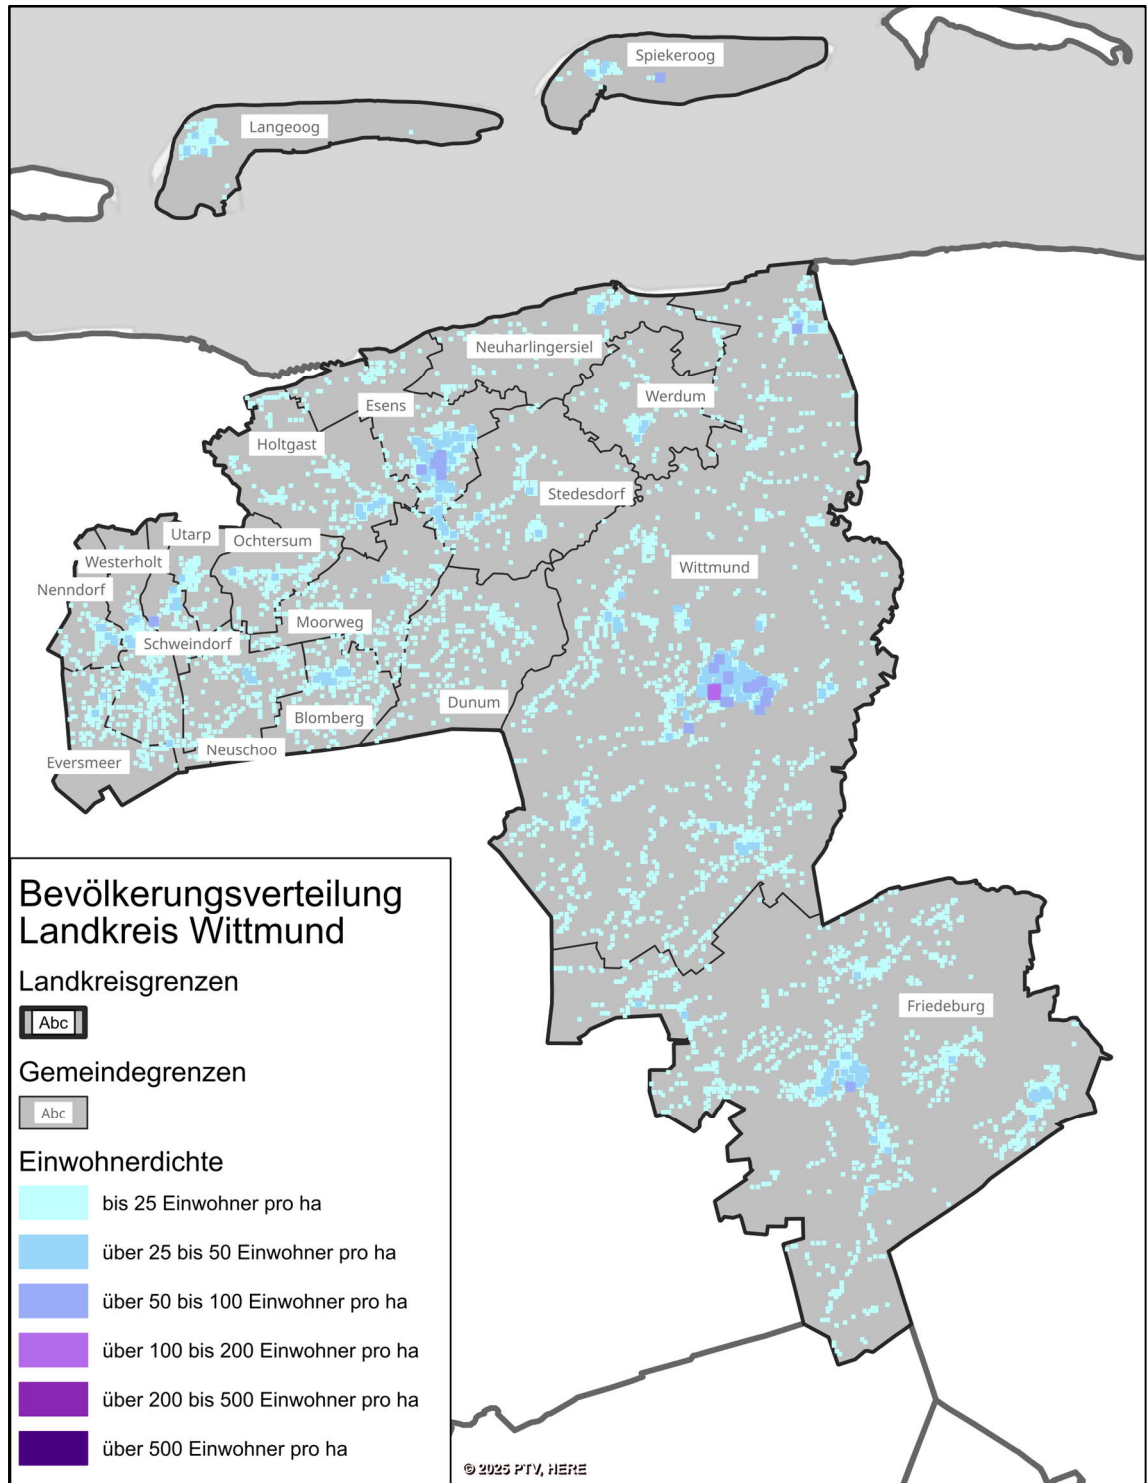 Spiekeroog
Langeoog
Neuharlingersiel
Werdum
Esens
Holtgast
Stedesdorf
Utarp
Ochtersum
Westerholt
Wittmund
Nenndorf
Moorweg
Schweindorf
Dunum
Blomberg
Neuschoo
Eversmeer
Friedeburg
Bevölkerungsverteilung
Landkreis Wittmund
Landkreisgrenzen
Abc
Gemeindegrenzen
Abc
Einwohnerdichte
bis 25 Einwohner pro ha
über 25 bis 50 Einwohner pro ha
über 50 bis 100 Einwohner pro ha
über 100 bis 200 Einwohner pro ha
über 200 bis 500 Einwohner pro ha
über 500 Einwohner pro ha
© 2025 PTV, HERE